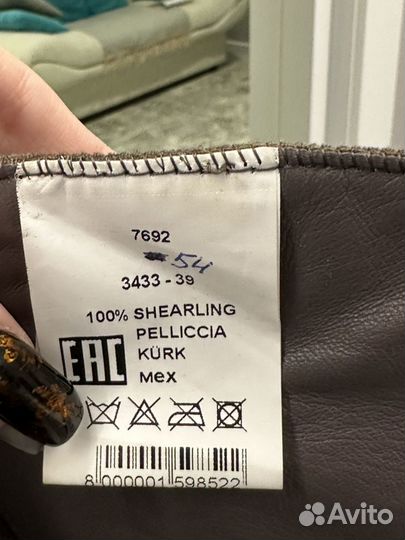 7692
54
3433 - 39
100% SHEARLING
PELLICCIA
KÜRK
мех
EAC
8 000001 598522
Avito